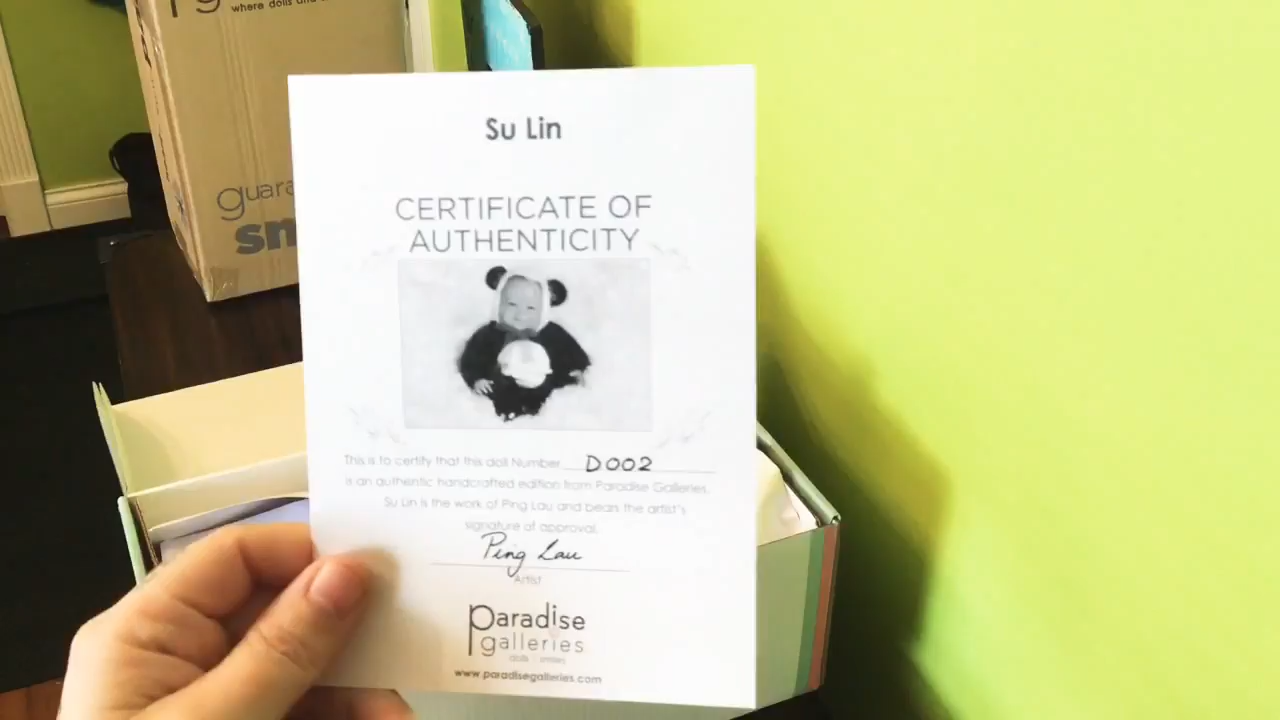 where dolls and
guara
sm
Su Lin
CERTIFICATE OF
AUTHENTICITY
This is to certify that this doll Number D002
is an authentic handcrafted edition from Paradise Galleries.
Su Lin is the work of Ping Lau and bears the artist's
signature of approval.
Ping Lau
Artist
paradise
galleries
www.paradisegalleries.com